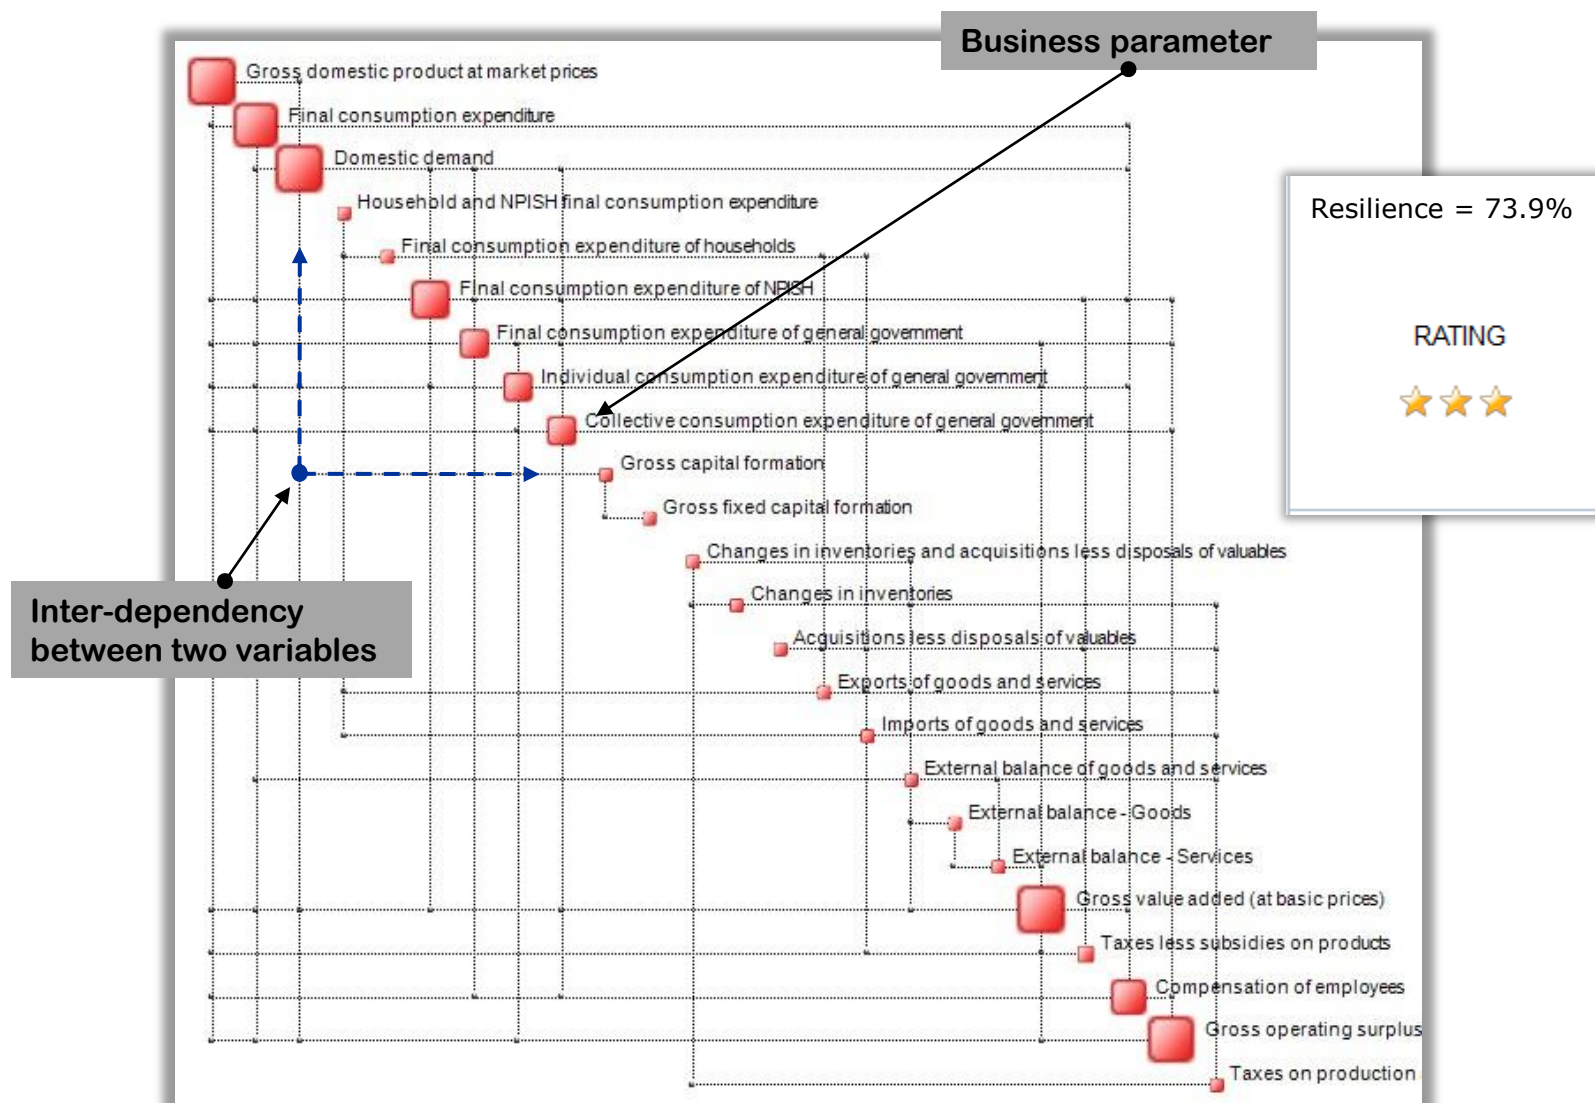 Business parameter
Gross domestic product at market prices
Final consumption expenditure
Domestic demand
Household and NPISH final consumption expenditure
Final consumption expenditure of households
Final consumption expenditure of NPISH
Final consumption expenditure of general government
Individual consumption expenditure of general government
Collective consumption expenditure of general government
Gross capital formation
Gross fixed capital formation
Changes in inventories and acquisitions less disposals of valuables
Changes in inventories
Acquisitions less disposals of valuables
Exports of goods and services
Imports of goods and services
External balance of goods and services
External balance - Goods
External balance - Services
Gross value added (at basic prices)
Taxes less subsidies on products
Compensation of employees
Gross operating surplus
Taxes on production
Inter-dependency
between two variables
Resilience = 73.9%
RATING